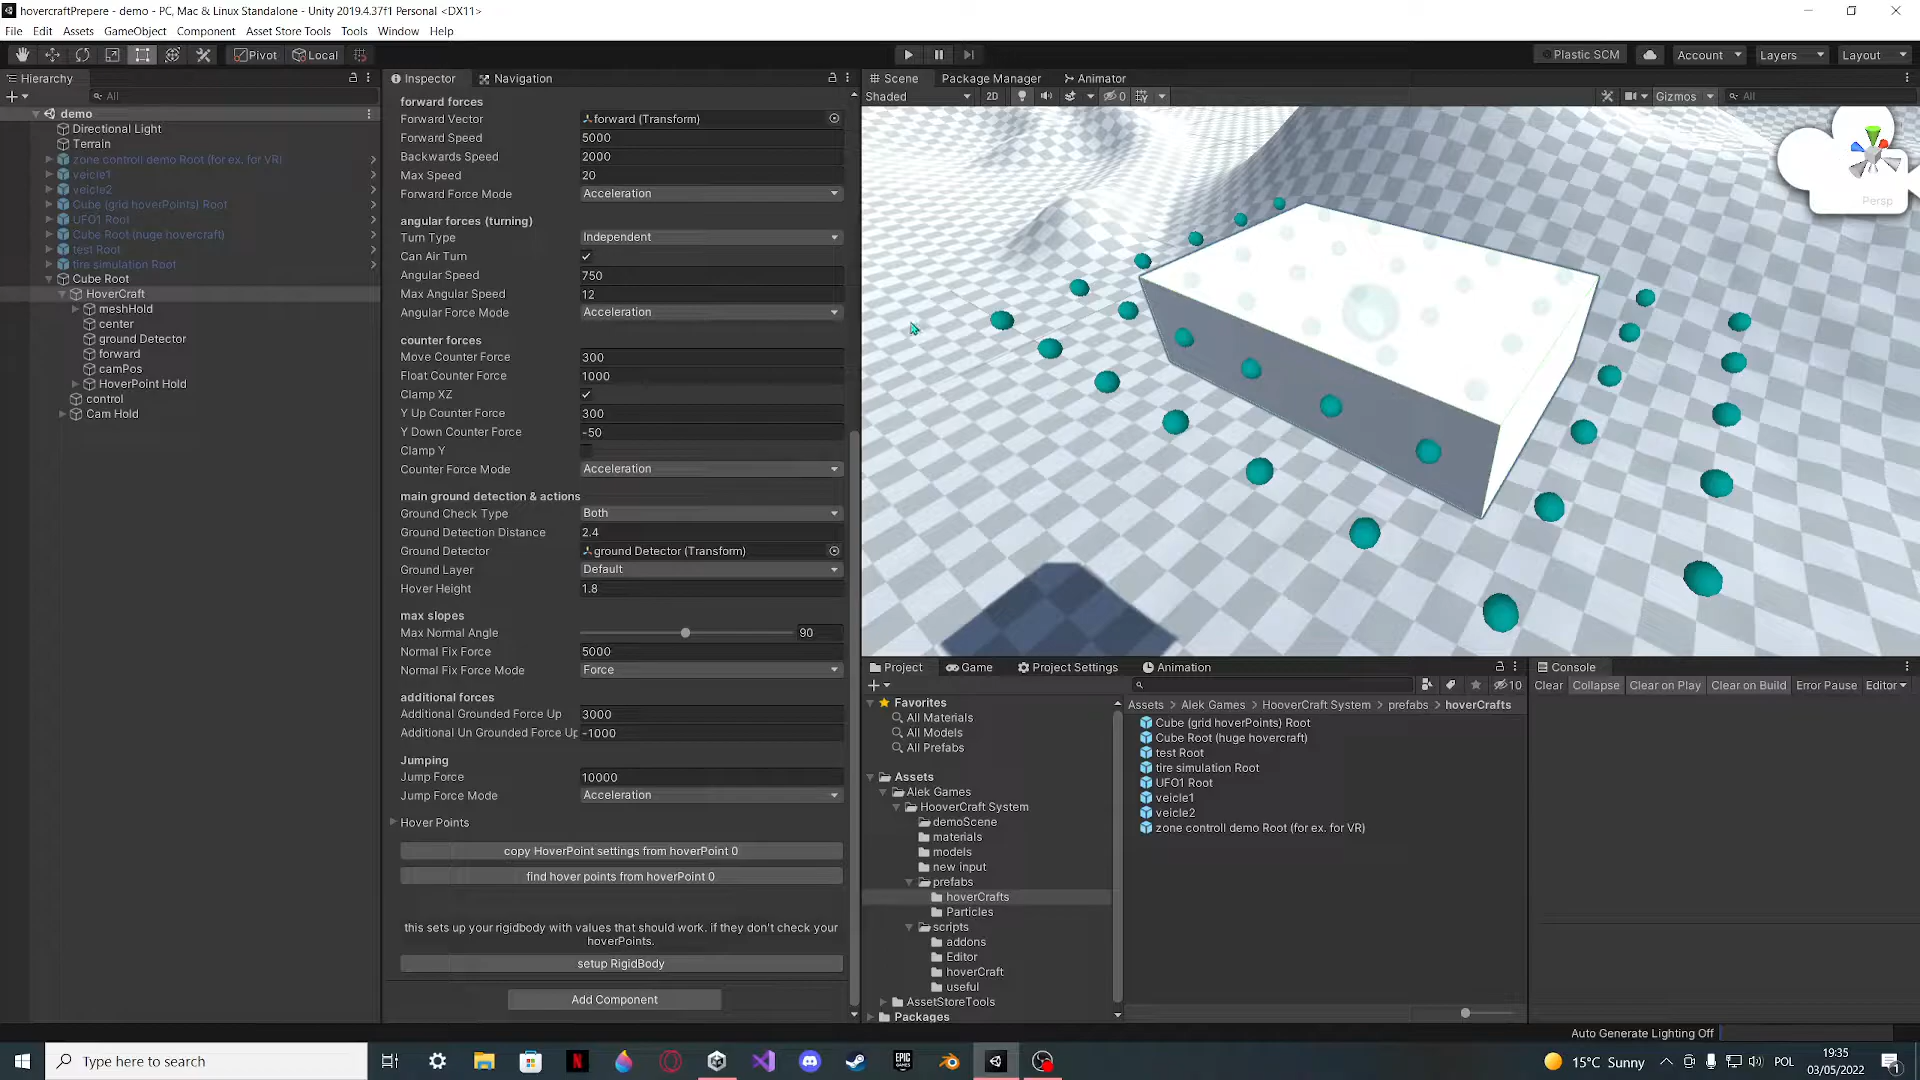 hovercraftPrepere - demo - PC, Mac & Linux Standalone - Unity 2019.4.37f1 Personal <DX11>
File Edit Assets GameObject Component Asset Store Tools Tools Window Help
Pivot Local Plastic SCM Account Layers Layout
Hierarchy
All
demo
Directional Light
Terrain
zone controll demo Root (for ex. for VR)
veicle1
veicle2
Cube (grid hoverPoints) Root
UFO1 Root
Cube Root (huge hovercraft)
test Root
tire simulation Root
Cube Root
HoverCraft
meshHold
center
ground Detector
forward
camPos
HoverPoint Hold
control
Cam Hold
Inspector Navigation
forward forces
Forward Vector forward (Transform)
Forward Speed 5000
Backwards Speed 2000
Max Speed 20
Forward Force Mode Acceleration
angular forces (turning)
Turn Type Independent
Can Air Turn
Angular Speed 750
Max Angular Speed 12
Angular Force Mode Acceleration
counter forces
Move Counter Force 300
Float Counter Force 1000
Clamp XZ
Y Up Counter Force 300
Y Down Counter Force -50
Clamp Y
Counter Force Mode Acceleration
main ground detection & actions
Ground Check Type Both
Ground Detection Distance 2.4
Ground Detector ground Detector (Transform)
Ground Layer Default
Hover Height 1.8
max slopes
Max Normal Angle 90
Normal Fix Force 5000
Normal Fix Force Mode Force
additional forces
Additional Grounded Force Up 3000
Additional Un Grounded Force Up -1000
Jumping
Jump Force 10000
Jump Force Mode Acceleration
Hover Points
copy HoverPoint settings from hoverPoint 0
find hover points from hoverPoint 0
this sets up your rigidbody with values that should work. if they don't check your
hoverPoints.
setup RigidBody
Add Component
Scene Package Manager Animator
Shaded 2D 0 Gizmos All
Persp
Project Game Project Settings Animation
10
Favorites
All Materials
All Models
All Prefabs
Assets
Alek Games
HooverCraft System
demoScene
materials
models
new input
prefabs
hoverCrafts
Particles
scripts
addons
Editor
hoverCraft
useful
AssetStoreTools
Packages
Assets > Alek Games > HooverCraft System > prefabs > hoverCrafts
Cube (grid hoverPoints) Root
Cube Root (huge hovercraft)
test Root
tire simulation Root
UFO1 Root
veicle1
veicle2
zone controll demo Root (for ex. for VR)
Console
Clear Collapse Clear on Play Clear on Build Error Pause Editor
Auto Generate Lighting Off
Type here to search
EPIC GAMES
15°C Sunny
POL
19:35
03/05/2022
1